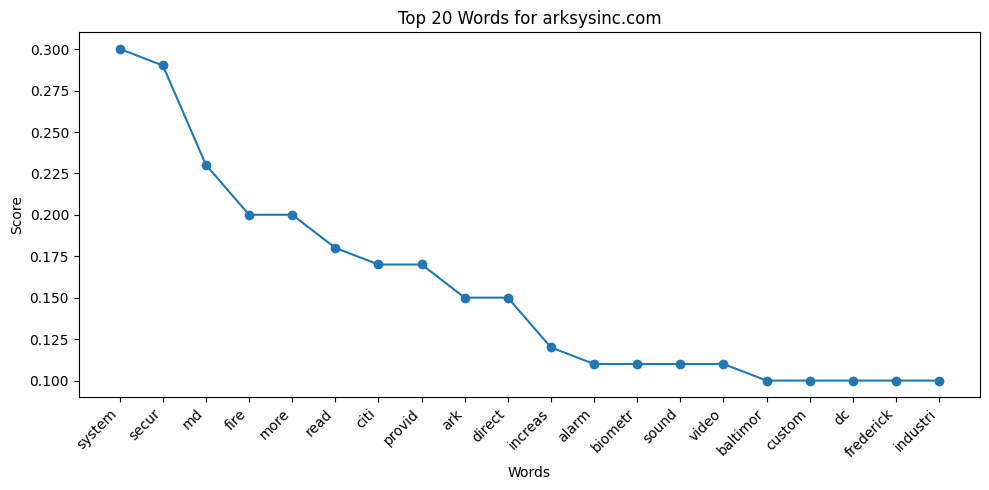 Top 20 Words for arksysinc.com
Score
0.300
0.275
0.250
0.225
0.200
0.175
0.150
0.125
0.100
system
secur
md
fire
more
read
citi
provid
ark
direct
increas
alarm
biometr
sound
video
baltimor
custom
dc
frederick
industri
Words